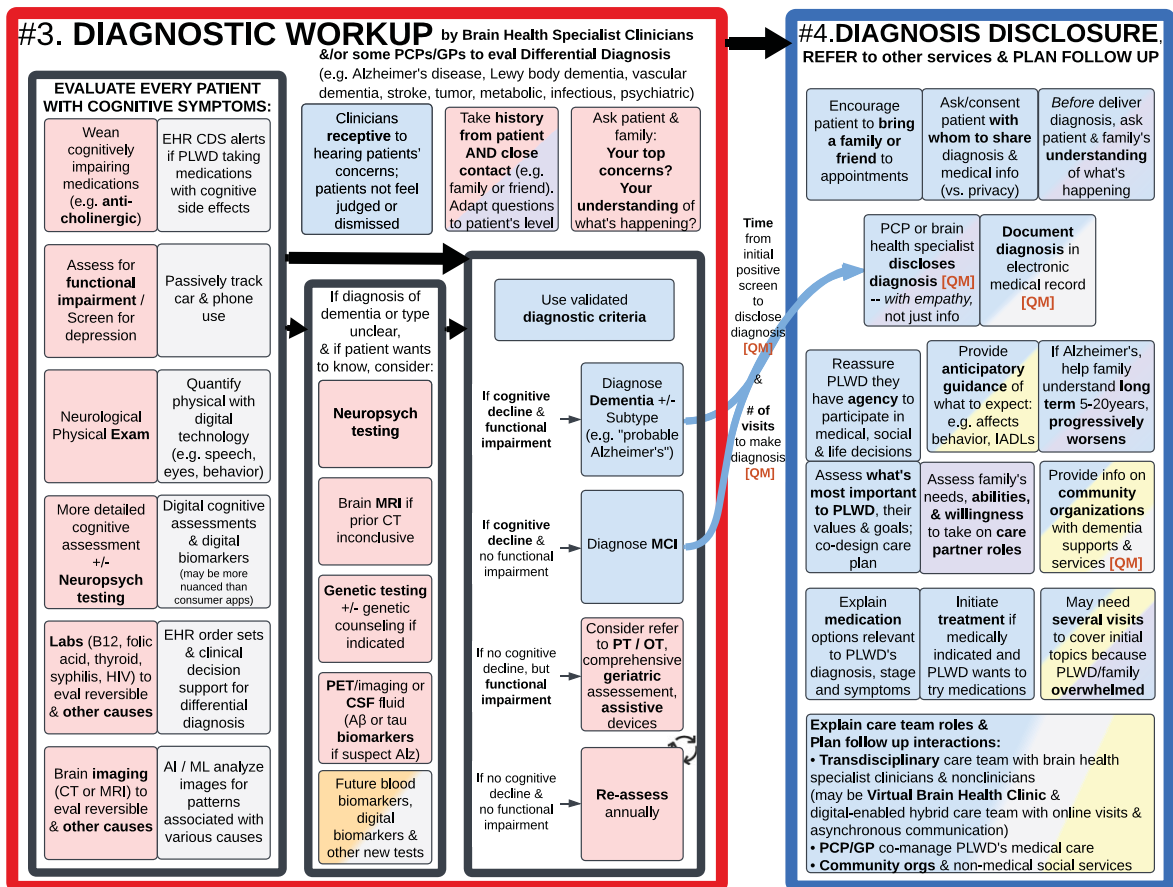 #3. DIAGNOSTIC WORKUP by Brain Health Specialist Clinicians
&/or some PCPs/GPs to eval Differential Diagnosis
(e.g. Alzheimer's disease, Lewy body dementia, vascular
dementia, stroke, tumor, metabolic, infectious, psychiatric)
EVALUATE EVERY PATIENT
WITH COGNITIVE SYMPTOMS:
Wean
cognitively
impairing
medications
(e.g. anti-
cholinergic)
EHR CDS alerts
if PLWD taking
medications
with cognitive
side effects
Assess for
functional
impairment /
Screen for
depression
Passively track
car & phone
use
Neurological
Physical Exam
Quantify
physical with
digital
technology
(e.g. speech,
eyes, behavior)
More detailed
cognitive
assessment
+/-
Neuropsych
testing
Digital cognitive
assessments
& digital
biomarkers
(may be more
nuanced than
consumer apps)
Labs (B12, folic
acid, thyroid,
syphilis, HIV) to
eval reversible
& other causes
EHR order sets
& clinical
decision
support for
differential
diagnosis
Brain imaging
(CT or MRI) to
eval reversible
& other causes
AI / ML analyze
images for
patterns
associated with
various causes
Clinicians
receptive to
hearing patients'
concerns;
patients not feel
judged or
dismissed
Take history
from patient
AND close
contact (e.g.
family or friend).
Adapt questions
to patient's level
Ask patient &
family:
Your top
concerns?
Your
understanding of
what's happening?
If diagnosis of
dementia or type
unclear,
& if patient wants
to know, consider:
Neuropsych
testing
Brain MRI if
prior CT
inconclusive
Genetic testing
+/- genetic
counseling if
indicated
PET/imaging or
CSF fluid
(Aβ or tau
biomarkers
if suspect Alz)
Future blood
biomarkers,
digital
biomarkers &
other new tests
Use validated
diagnostic criteria
If cognitive
decline &
functional
impairment
Diagnose
Dementia +/-
Subtype
(e.g. "probable
Alzheimer's")
If cognitive
decline &
no functional
impairment
Diagnose MCI
If no cognitive
decline, but
functional
impairment
Consider refer
to PT / OT,
comprehensive
geriatric
assessment,
assistive
devices
If no cognitive
decline &
no functional
impairment
Re-assess
annually
Time
from
initial
positive
screen
to
disclose
diagnosis
[QM]
&
# of
visits
to make
diagnosis
[QM]
#4.DIAGNOSIS DISCLOSURE,
REFER to other services & PLAN FOLLOW UP
Encourage
patient to bring
a family or
friend to
appointments
Ask/consent
patient with
whom to share
diagnosis &
medical info
(vs. privacy)
Before deliver
diagnosis, ask
patient & family's
understanding
of what's
happening
PCP or brain
health specialist
discloses
diagnosis [QM]
-- with empathy,
not just info
Document
diagnosis in
electronic
medical record
[QM]
Reassure
PLWD they
have agency to
participate in
medical, social
& life decisions
Provide
anticipatory
guidance of
what to expect:
e.g. affects
behavior, IADLs
If Alzheimer's,
help family
understand long
term 5-20years,
progressively
worsens
Assess what's
most important
to PLWD, their
values & goals;
co-design care
plan
Assess family's
needs, abilities,
& willingness
to take on care
partner roles
Provide info on
community
organizations
with dementia
supports &
services [QM]
Explain
medication
options relevant
to PLWD's
diagnosis, stage
and symptoms
Initiate
treatment if
medically
indicated and
PLWD wants to
try medications
May need
several visits
to cover initial
topics because
PLWD/family
overwhelmed
Explain care team roles &
Plan follow up interactions:
• Transdisciplinary care team with brain health
specialist clinicians & nonclinicians
(may be Virtual Brain Health Clinic &
digital-enabled hybrid care team with online visits &
asynchronous communication)
• PCP/GP co-manage PLWD's medical care
• Community orgs & non-medical social services